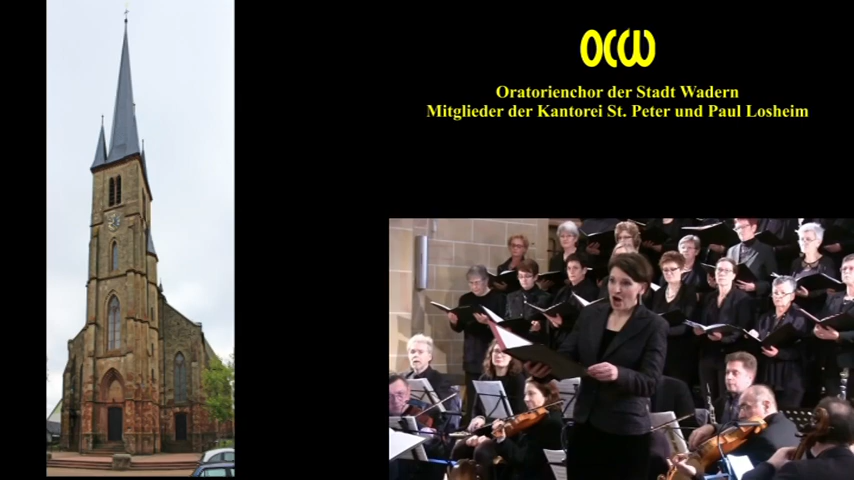 OCW
Oratorienchor der Stadt Wadern
Mitglieder der Kantorei St. Peter und Paul Losheim